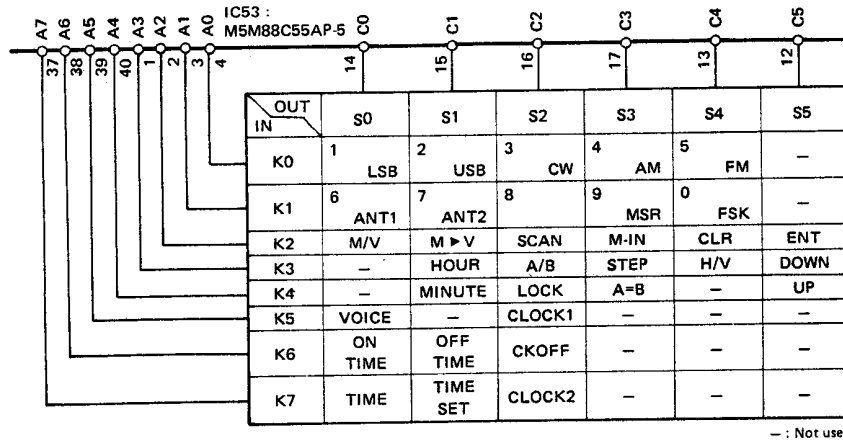 IC53 :
M5M88C55AP-5
A7 A6 A5 A4 A3 A2 A1 A0 C0 C1 C2 C3 C4 C5
37 38 39 40 1 2 3 4 14 15 16 17 13 12
OUT
IN S0 S1 S2 S3 S4 S5
K0 1 LSB 2 USB 3 CW 4 AM 5 FM –
K1 6 ANT1 7 ANT2 8 9 MSR 0 FSK –
K2 M/V M ▶ V SCAN M-IN CLR ENT
K3 – HOUR A/B STEP H/V DOWN
K4 – MINUTE LOCK A=B – UP
K5 VOICE – CLOCK1 – – –
K6 ON TIME OFF TIME CKOFF – – –
K7 TIME TIME SET CLOCK2 – – –
– : Not use